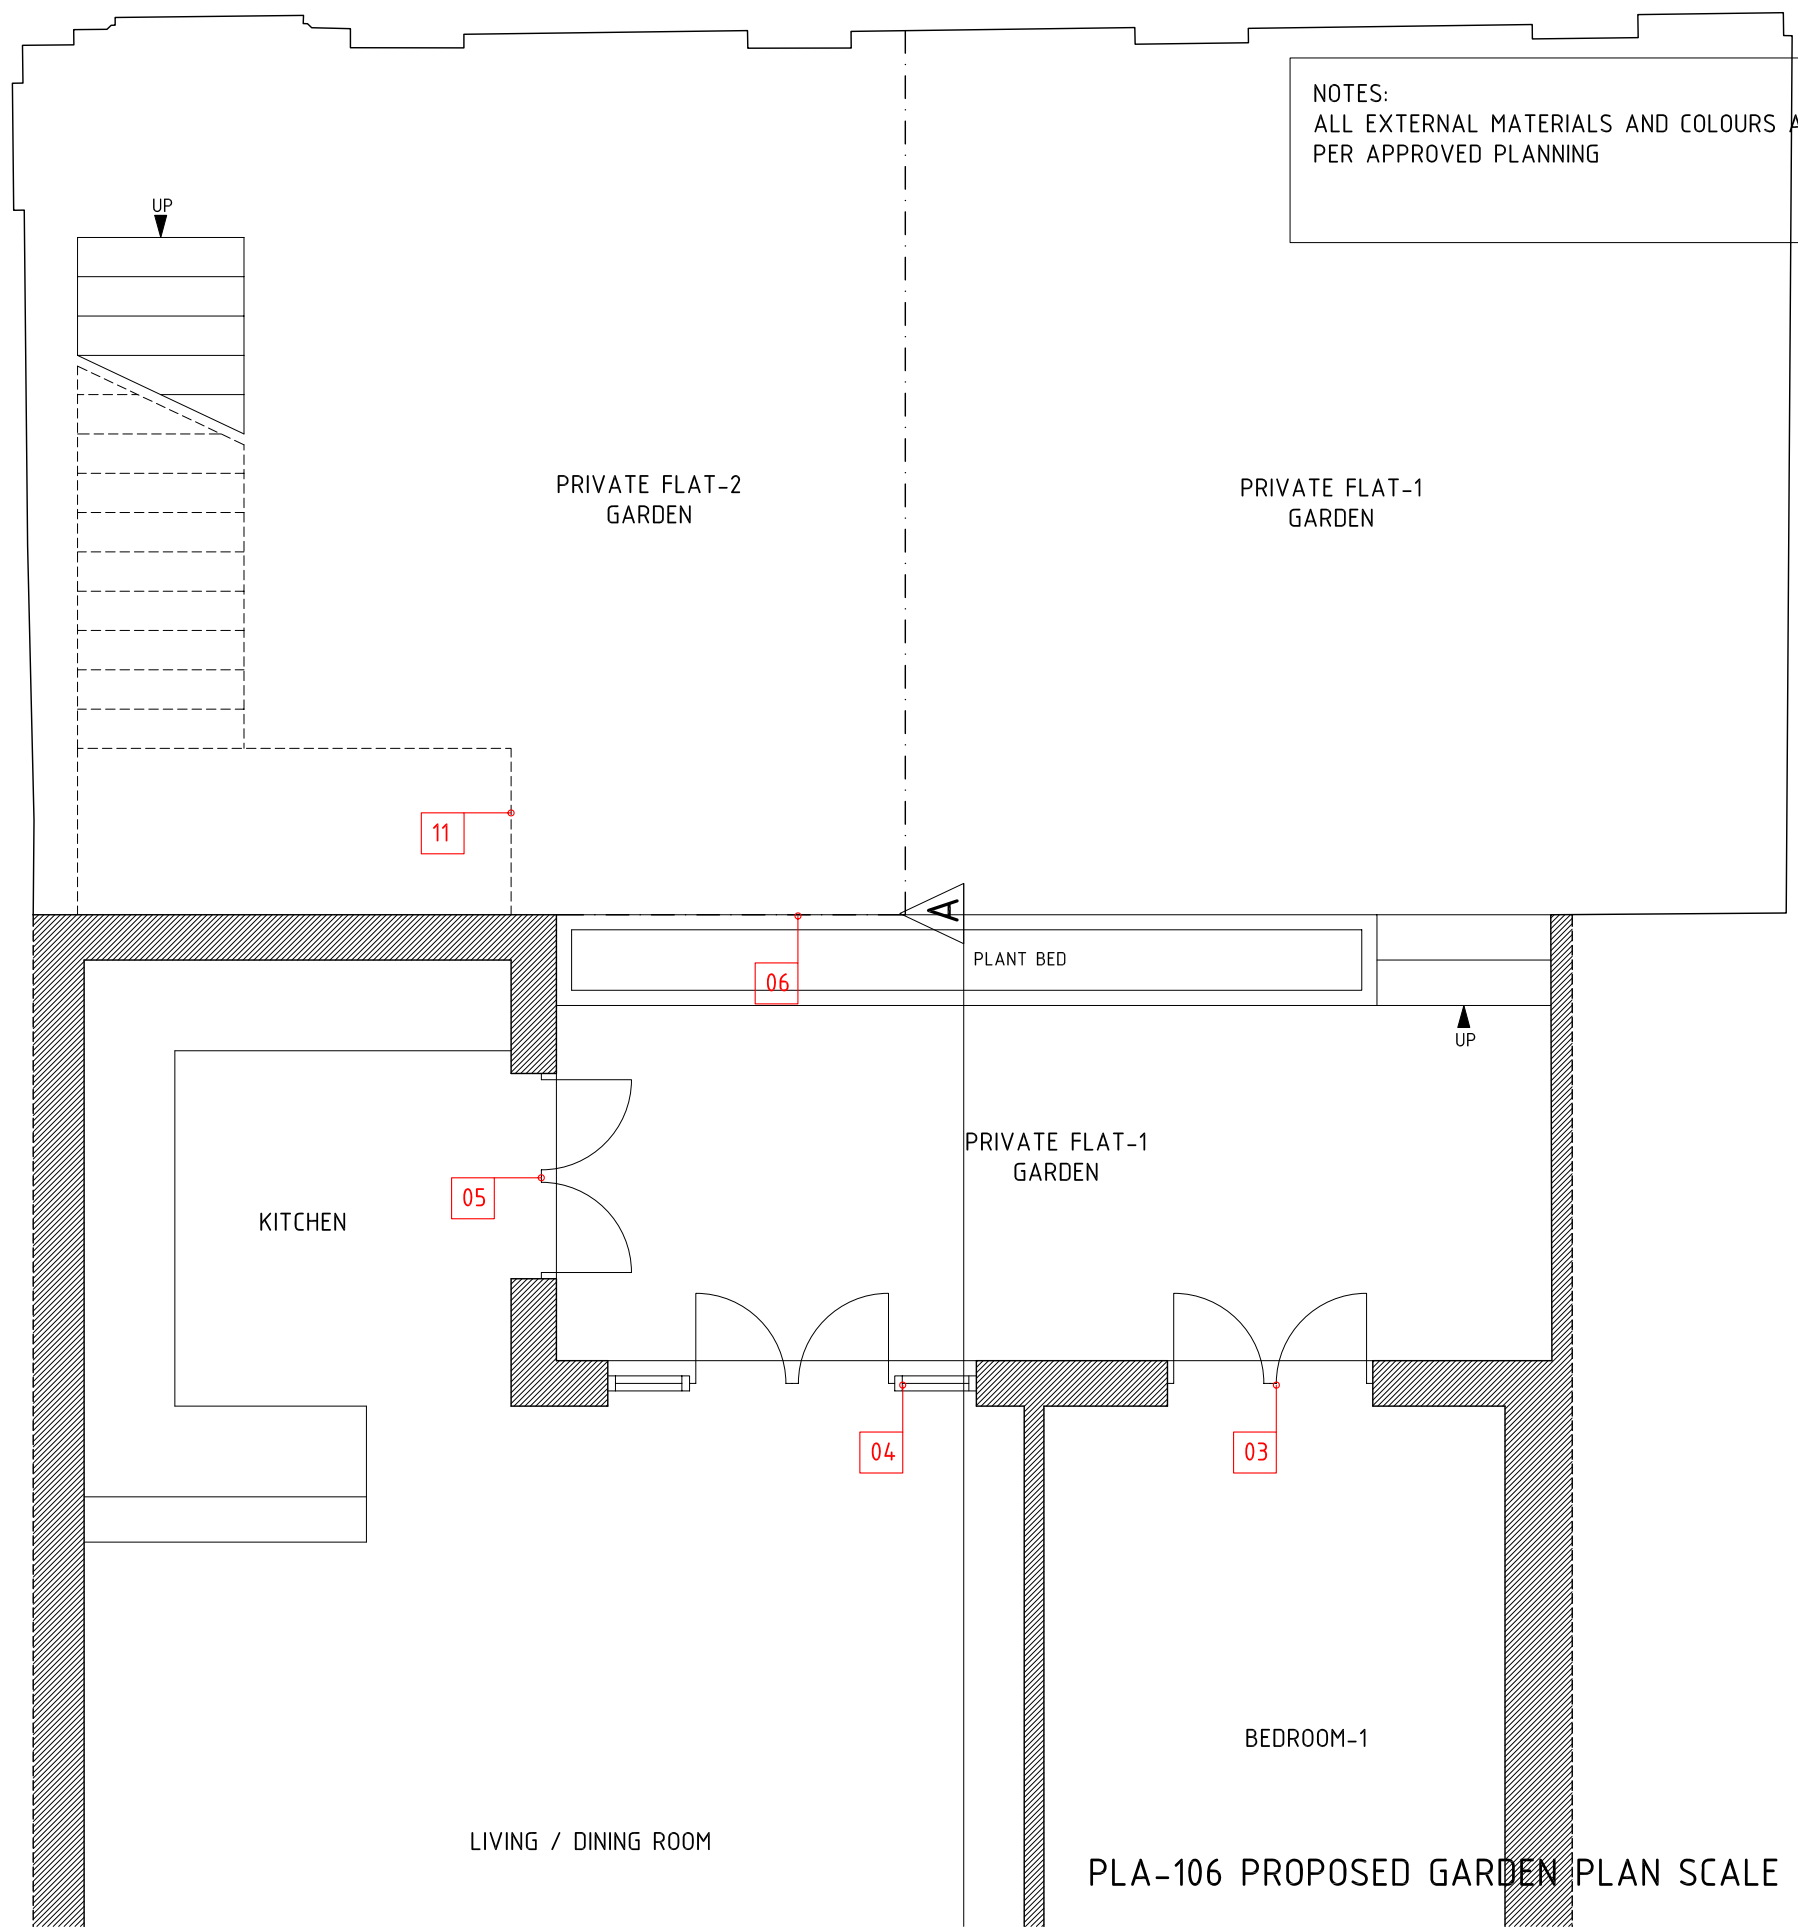 NOTES:
ALL EXTERNAL MATERIALS AND COLOURS
PER APPROVED PLANNING
UP
PRIVATE FLAT-2
GARDEN
PRIVATE FLAT-1
GARDEN
11
A
PLANT BED
06
UP
PRIVATE FLAT-1
GARDEN
05
KITCHEN
04
03
BEDROOM-1
LIVING / DINING ROOM
PLA-106 PROPOSED GARDEN PLAN SCALE